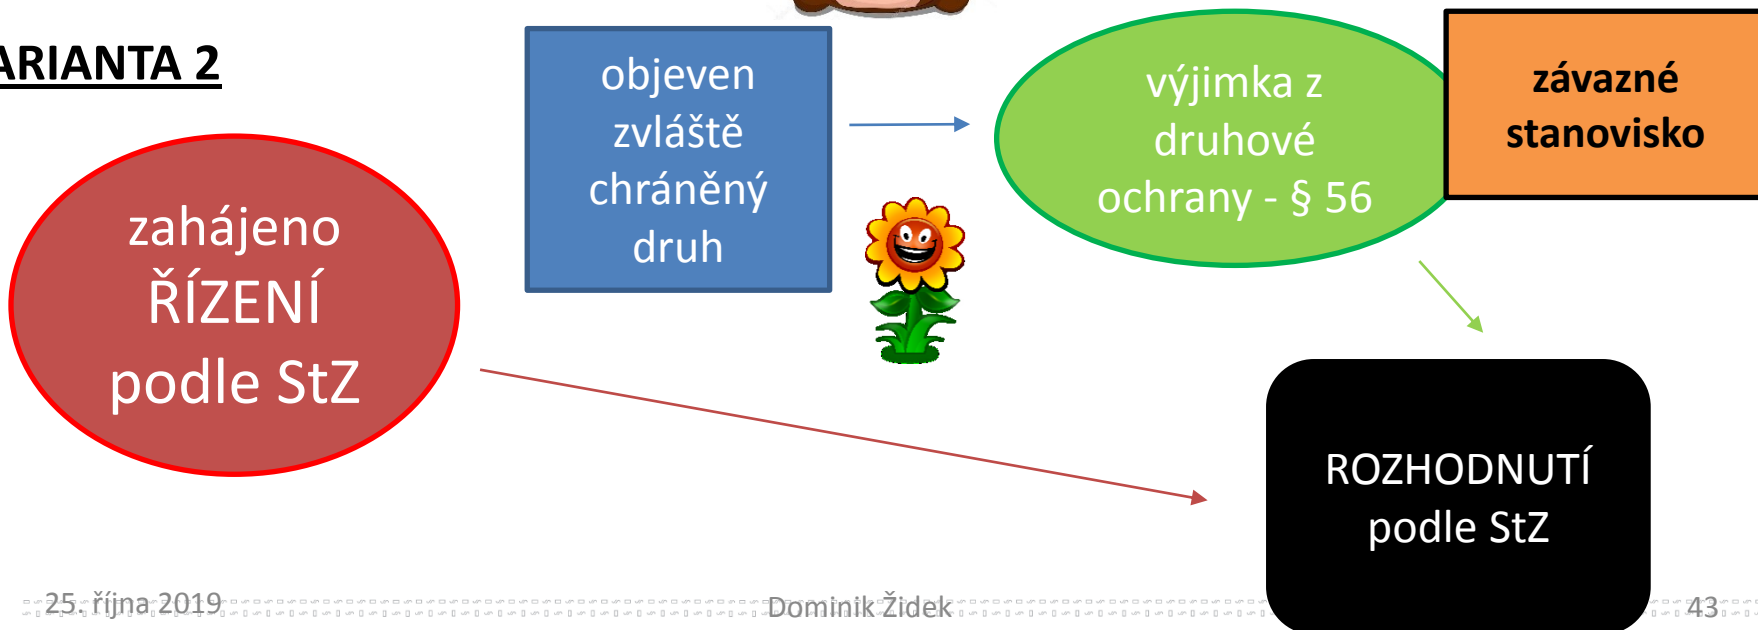 ARIANTA 2
objeven
zvláště
chráněný
druh
výjimka z
druhové
ochrany - § 56
závazné
stanovisko
zahájeno
ŘÍZENÍ
podle StZ
ROZHODNUTÍ
podle StZ
25. října 2019
Dominik Židek
43